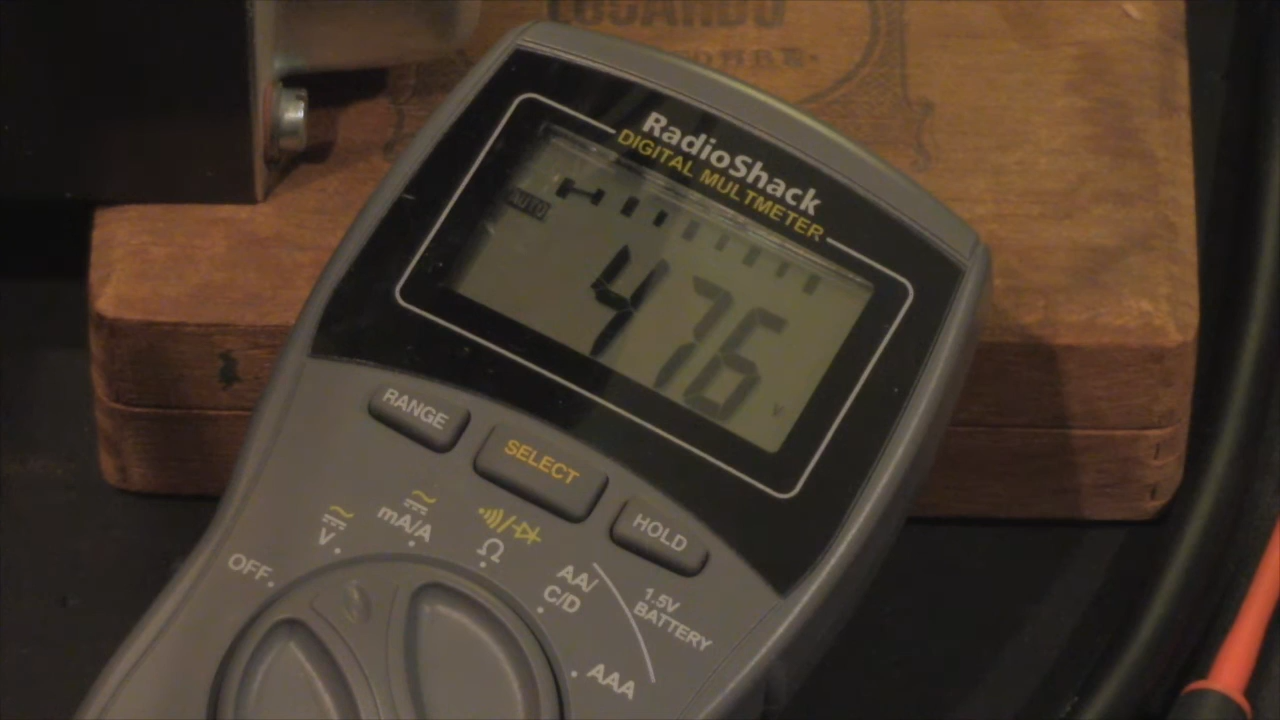 RadioShack
DIGITAL MULTMETER
AUTO
476
V
RANGE
SELECT
HOLD
OFF
V
mA/A
Ω
AA/
C/D
1.5V
BATTERY
AAA